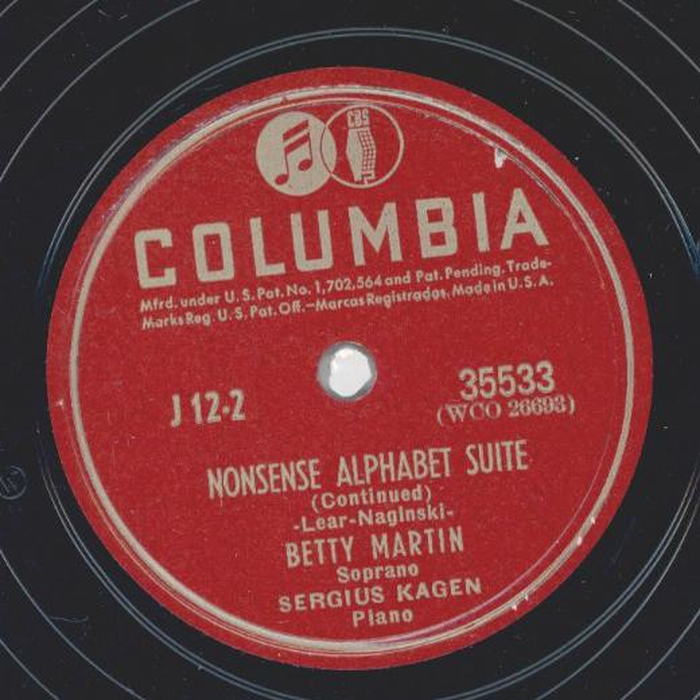 CBS
COLUMBIA
Mfrd. under U.S. Pat. No. 1,702,564 and Pat. Pending. Trade-
Marks Reg. U.S. Pat. Off.—Marcas Registradas. Made in U.S.A.
J 12-2
35533
(WCO 26693)
NONSENSE ALPHABET SUITE
(Continued)
-Lear-Naginski-
BETTY MARTIN
Soprano
SERGIUS KAGEN
Piano